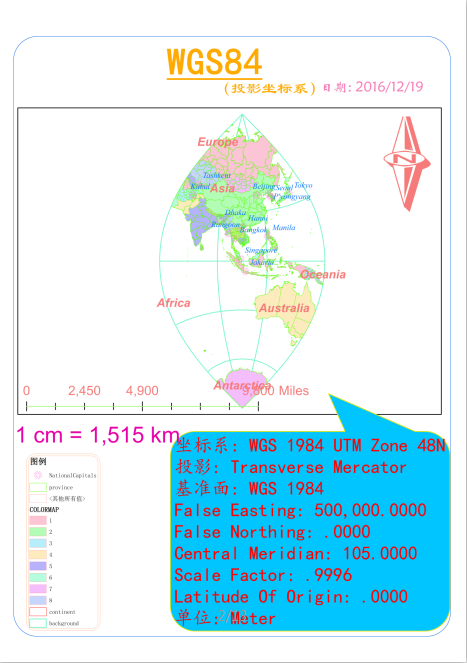 WGS84
(投影坐标系) 日期: 2016/12/19
N
Europe
Tashkent
Kabul Asia Beijing Seoul Tokyo
P'yongyang
Dhaka
Hanoi
Rangoon Bangkok Manila
Singapore
Jakarta
Oceania
Africa
Australia
Antarctica
0 2,450 4,900 9,800 Miles
1 cm = 1,515 km
坐标系: WGS 1984 UTM Zone 48N
投影: Transverse Mercator
基准面: WGS 1984
False Easting: 500,000.0000
False Northing: .0000
Central Meridian: 105.0000
Scale Factor: .9996
Latitude Of Origin: .0000
单位: Meter
图例
NationalCapitals
province
<其他所有值>
COLORMAP
1
2
3
4
5
6
7
8
continent
background